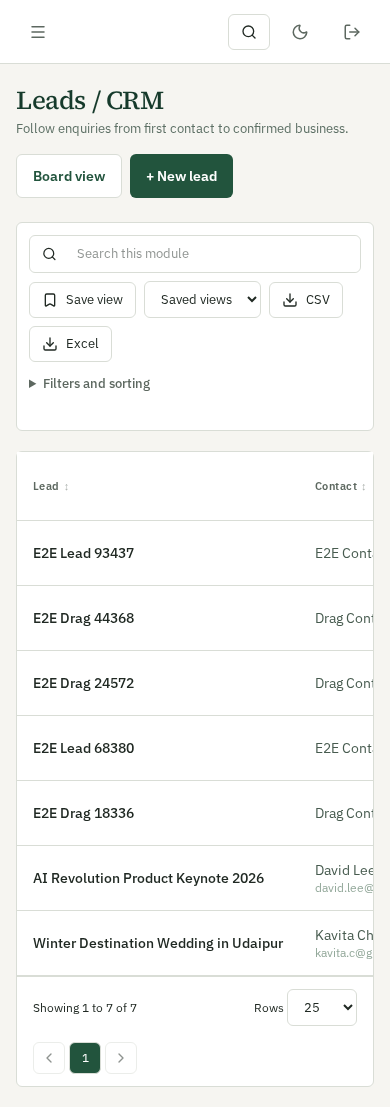 Leads / CRM
Follow enquiries from first contact to confirmed business.
Board view
+ New lead
Search this module
Save view
Saved views
CSV
Excel
Filters and sorting
Lead ↕ Contact ↕
E2E Lead 93437 E2E Cont
E2E Drag 44368 Drag Cont
E2E Drag 24572 Drag Cont
E2E Lead 68380 E2E Cont
E2E Drag 18336 Drag Cont
AI Revolution Product Keynote 2026 David Lee
david.lee@
Winter Destination Wedding in Udaipur Kavita Ch
kavita.c@g
Showing 1 to 7 of 7 Rows 25
1